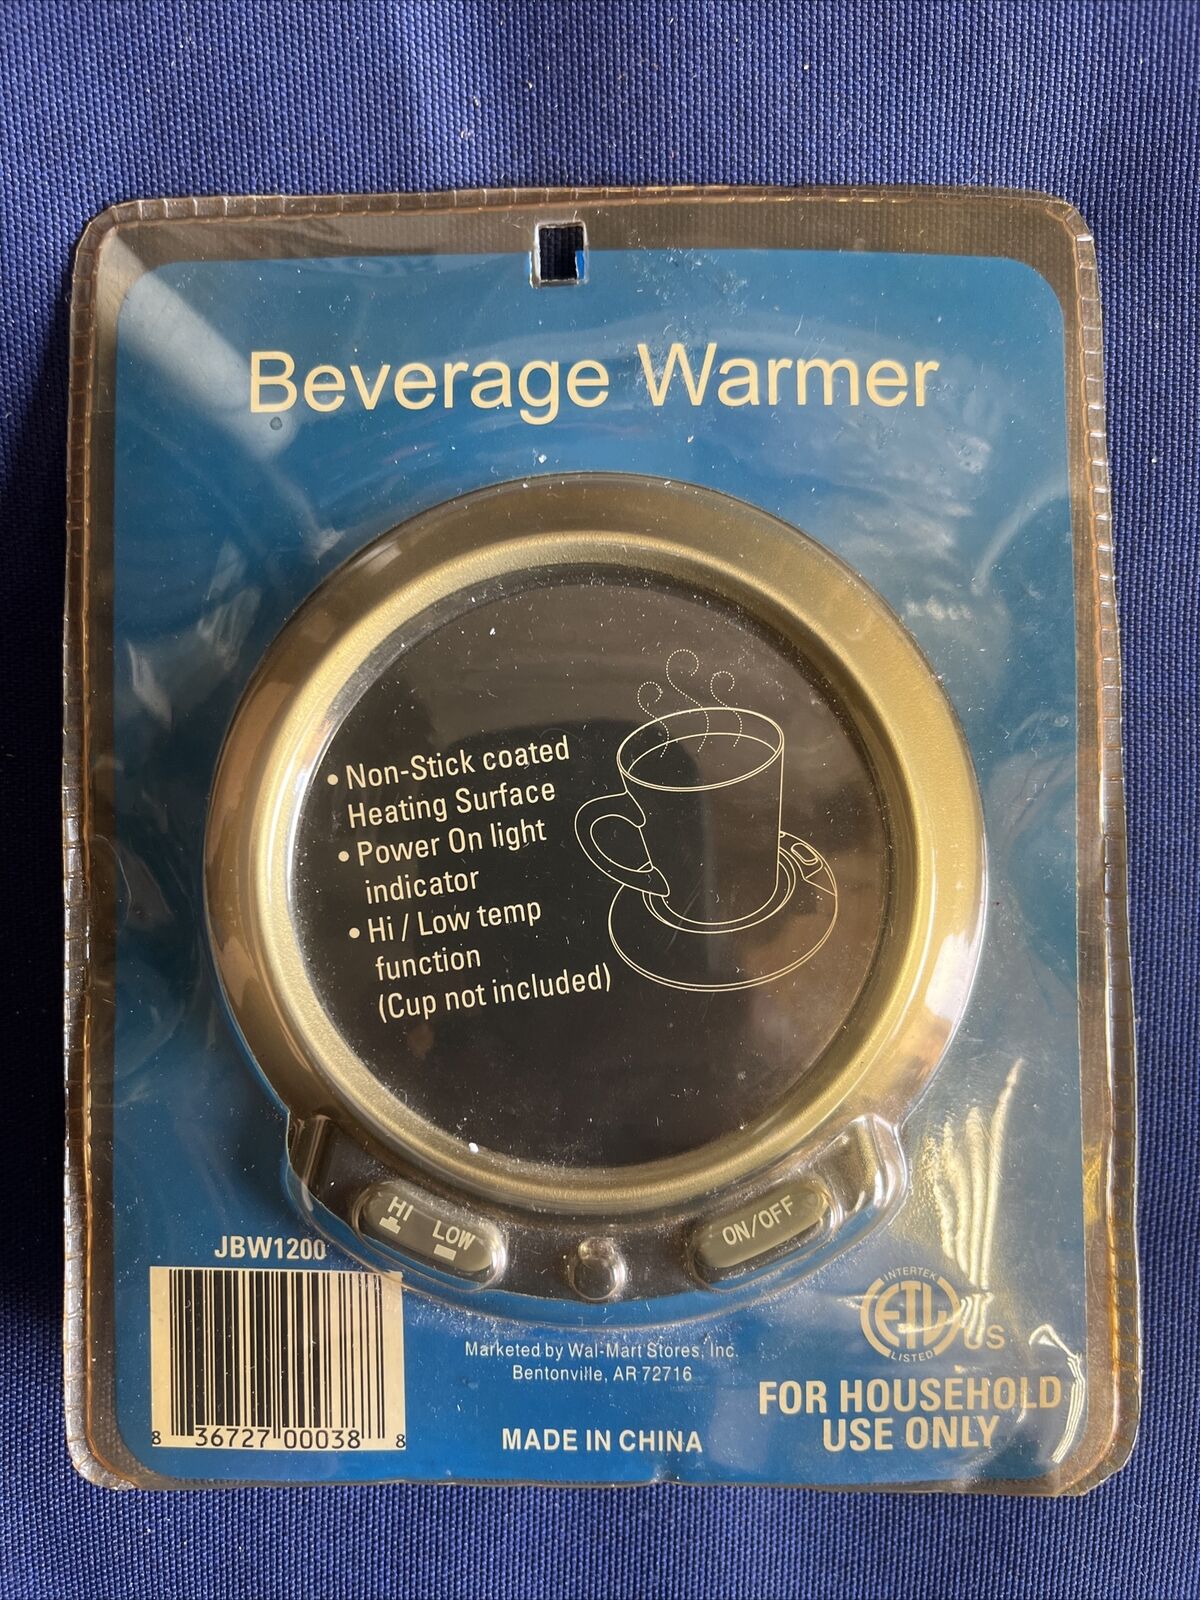 Beverage Warmer
• Non-Stick coated
Heating Surface
• Power On light
indicator
• Hi / Low temp
function
(Cup not included)
HI LOW
ON/OFF
JBW1200
8 36727 00038 8
Marketed by Wal-Mart Stores, Inc.
Bentonville, AR 72716
MADE IN CHINA
INTERTEK
ETL US
LISTED
FOR HOUSEHOLD
USE ONLY